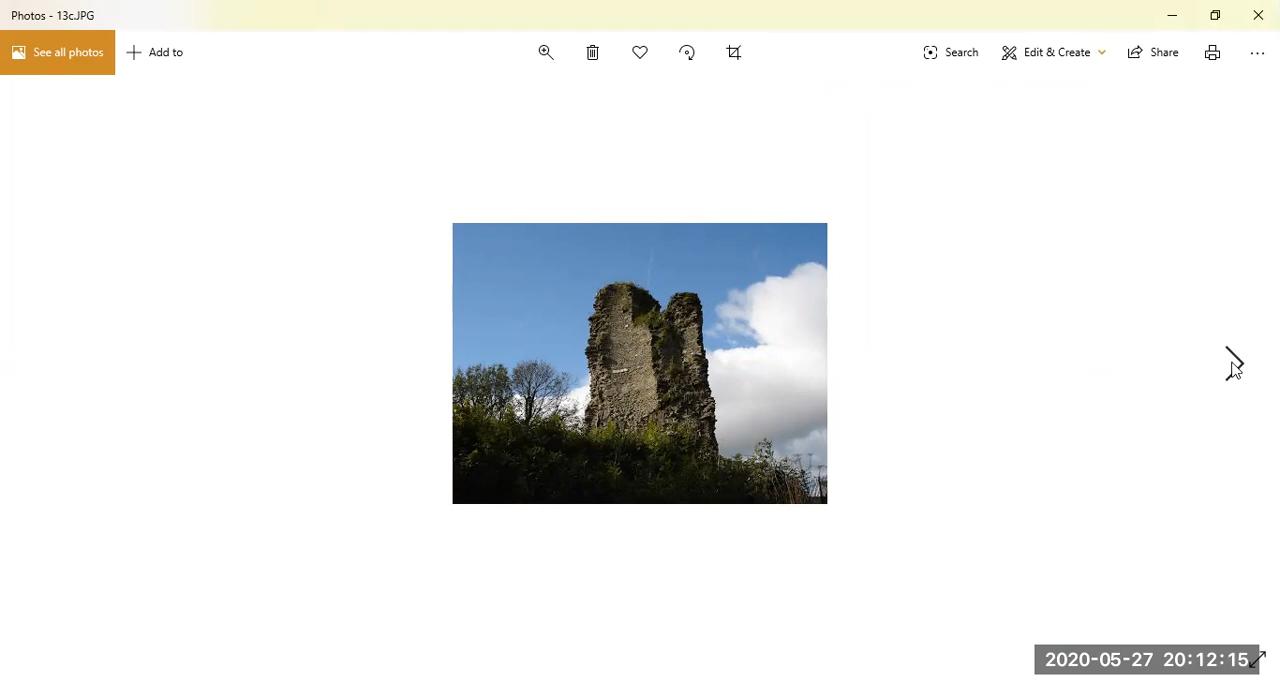 Photos - 13c.JPG
See all photos
Add to
Search
Edit & Create
Share
2020-05-27 20:12:15